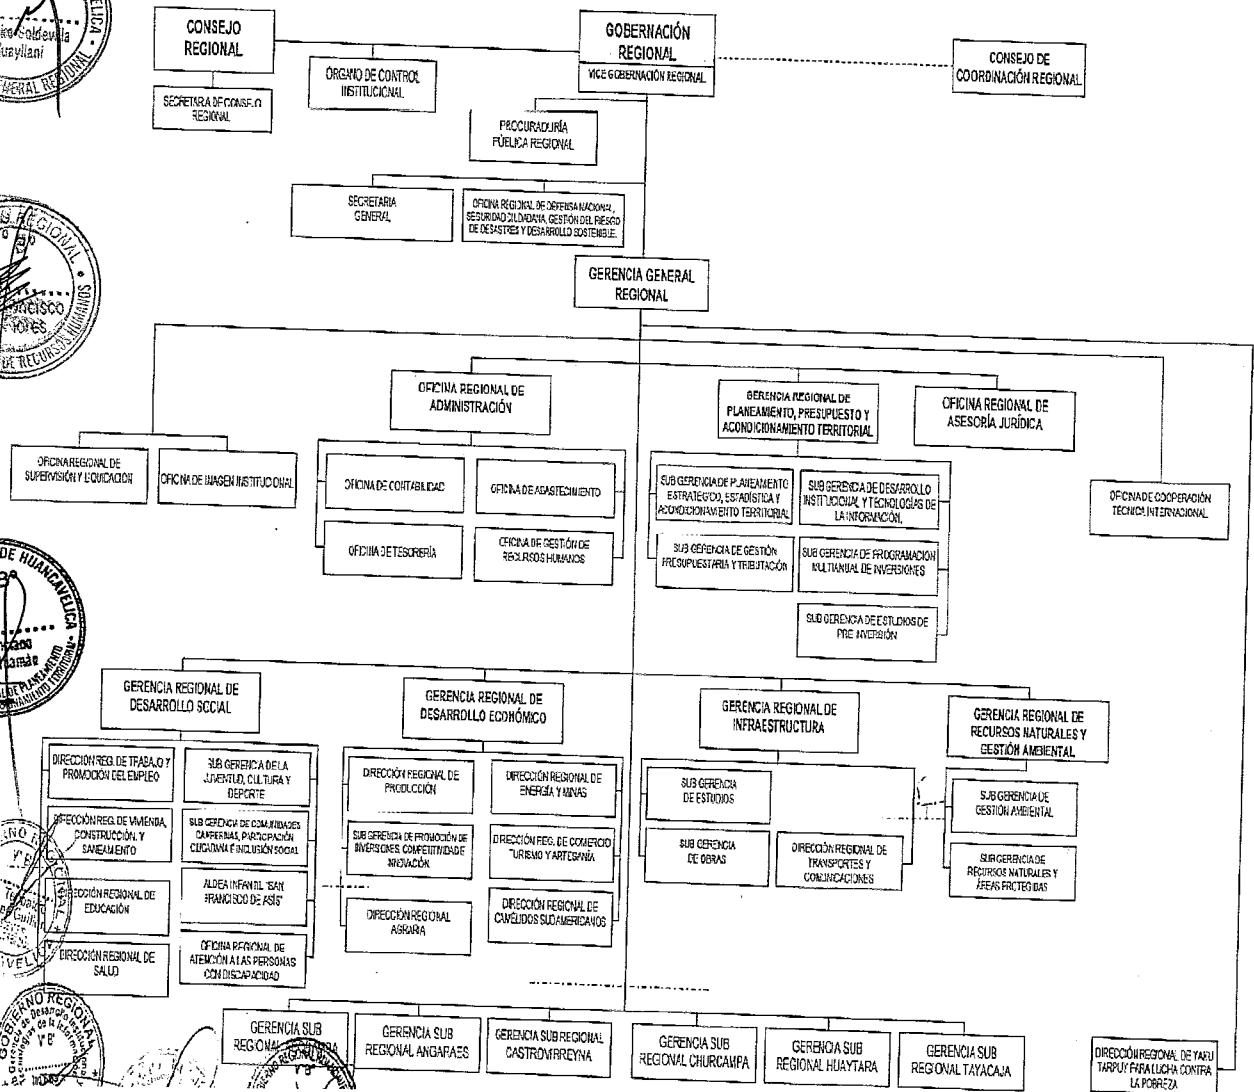 CONSEJO
REGIONAL
GOBERNACIÓN
REGIONAL
VICE GOBERNACIÓN REGIONAL
CONSEJO DE
COORDINACIÓN REGIONAL
ÓRGANO DE CONTROL
INSTITUCIONAL
SECRETARA DE CONSEJO
REGIONAL
PROCURADURÍA
PÚBLICA REGIONAL
SECRETARIA
GENERAL
OFICINA REGIONAL DE DEFENSA NACIONAL,
SEGURIDAD CIUDADANA, GESTIÓN DEL RIESGO
DE DESASTRES Y DESARROLLO SOSTENIBLE.
GERENCIA GENERAL
REGIONAL
OFICINA REGIONAL DE
ADMINISTRACIÓN
GERENCIA REGIONAL DE
PLANEAMIENTO, PRESUPUESTO Y
ACONDICIONAMIENTO TERRITORIAL
OFICINA REGIONAL DE
ASESORÍA JURÍDICA
OFICINA REGIONAL DE
SUPERVISIÓN Y LIQUIDACIÓN
OFICINA DE IMAGEN INSTITUCIONAL
OFICINA DE CONTABILIDAD
OFICINA DE ABASTECIMIENTO
OFICINA DE TESORERÍA
OFICINA DE GESTIÓN DE
RECURSOS HUMANOS
SUB GERENCIA DE PLANEAMIENTO
ESTRATEGICO, ESTADÍSTICA Y
ACONDICIONAMIENTO TERRITORIAL
SUB GERENCIA DE DESARROLLO
INSTITUCIONAL Y TECNOLOGÍAS DE
LA INFORMACIÓN.
SUB GERENCIA DE GESTIÓN
PRESUPUESTARIA Y TRIBUTACIÓN
SUB GERENCIA DE PROGRAMACIÓN
MULTIANUAL DE INVERSIONES
SUB GERENCIA DE ESTUDIOS DE
PRE INVERSIÓN
OFICINA DE COOPERACIÓN
TÉCNICA INTERNACIONAL
GERENCIA REGIONAL DE
DESARROLLO SOCIAL
GERENCIA REGIONAL DE
DESARROLLO ECONÓMICO
GERENCIA REGIONAL DE
INFRAESTRUCTURA
GERENCIA REGIONAL DE
RECURSOS NATURALES Y
GESTIÓN AMBIENTAL
DIRECCIÓN REG. DE TRABAJO Y
PROMOCIÓN DEL EMPLEO
SUB GERENCIA DE LA
JUVENTUD, CULTURA Y
DEPORTE
DIRECCIÓN REG. DE VIVIENDA,
CONSTRUCCIÓN, Y
SANEAMIENTO
SUB GERENCIA DE COMUNIDADES
CAMPESINAS, PARTICIPACIÓN
CIUDADANA E INCLUSIÓN SOCIAL
DIRECCIÓN REGIONAL DE
EDUCACIÓN
ALDEA INFANTIL "SAN
FRANCISCO DE ASÍS"
DIRECCIÓN REGIONAL DE
SALUD
OFICINA REGIONAL DE
ATENCIÓN A LAS PERSONAS
CON DISCAPACIDAD
DIRECCIÓN REGIONAL DE
PRODUCCIÓN
DIRECCIÓN REGIONAL DE
ENERGÍA Y MINAS
SUB GERENCIA DE PROMOCIÓN DE
INVERSIONES, COMPETITIVIDAD E
INNOVACIÓN.
DIRECCIÓN REG. DE COMERCIO
TURISMO Y ARTESANÍA
DIRECCIÓN REGIONAL
AGRARIA
DIRECCIÓN REGIONAL DE
CAMÉLIDOS SUDAMERICANOS
SUB GERENCIA
DE ESTUDIOS
SUB GERENCIA
DE OBRAS
DIRECCIÓN REGIONAL DE
TRANSPORTES Y
COMUNICACIONES
SUB GERENCIA DE
GESTIÓN AMBIENTAL
SUB GERENCIA DE
RECURSOS NATURALES Y
ÁREAS PROTEGIDAS
GERENCIA SUB
REGIONAL
GERENCIA SUB
REGIONAL ANGARAES
GERENCIA SUB REGIONAL
CASTROVIRREYNA
GERENCIA SUB
REGIONAL CHURCAMPA
GERENCIA SUB
REGIONAL HUAYTARA
GERENCIA SUB
REGIONAL TAYACAJA
DIRECCIÓN REGIONAL DE YAKU
TARPUY PARA LUCHA CONTRA
LA POBREZA
GENERAL REGIONAL
DE RECURSOS HUMANOS
DE HUANCAVELICA
GOBIERNO REGIONAL